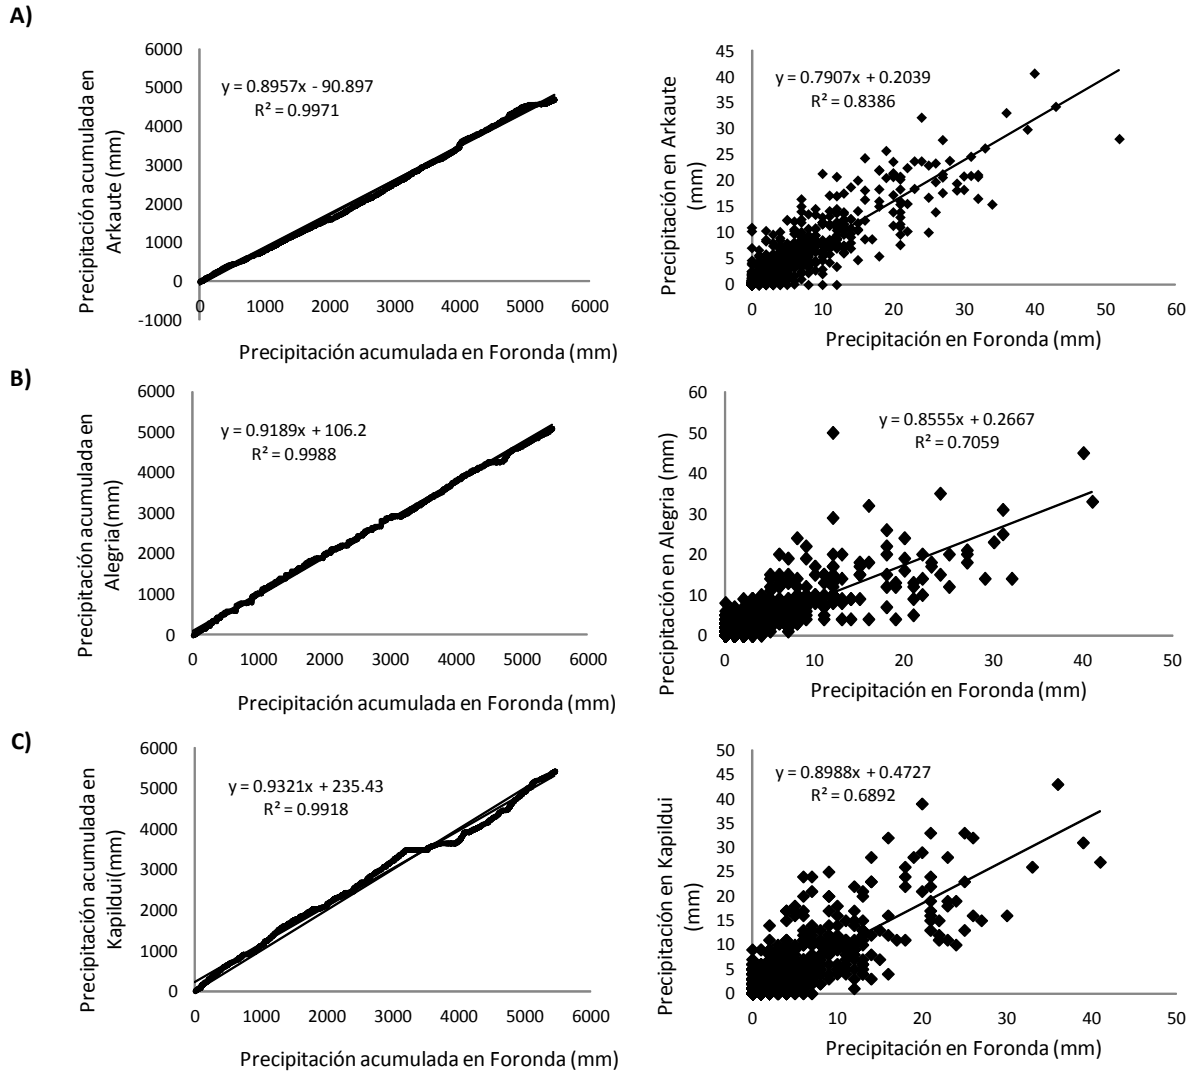 A)
Precipitación acumulada en
Arkaute (mm)
6000
5000
4000
3000
2000
1000
0
-1000
y = 0.8957x - 90.897
R² = 0.9971
0 1000 2000 3000 4000 5000 6000
Precipitación acumulada en Foronda (mm)
Precipitación en Arkaute
(mm)
45
40
35
30
25
20
15
10
5
0
y = 0.7907x + 0.2039
R² = 0.8386
0 10 20 30 40 50 60
Precipitación en Foronda (mm)
B)
Precipitación acumulada en
Alegria(mm)
6000
5000
4000
3000
2000
1000
0
y = 0.9189x + 106.2
R² = 0.9988
0 1000 2000 3000 4000 5000 6000
Precipitación acumulada en Foronda (mm)
Precipitación en Alegria (mm)
60
50
40
30
20
10
0
y = 0.8555x + 0.2667
R² = 0.7059
0 10 20 30 40 50
Precipitación en Foronda (mm)
C)
Precipitación acumulada en
Kapildui(mm)
6000
5000
4000
3000
2000
1000
0
y = 0.9321x + 235.43
R² = 0.9918
0 1000 2000 3000 4000 5000 6000
Precipitación acumulada en Foronda (mm)
Precipitación en Kapildui
(mm)
50
45
40
35
30
25
20
15
10
5
0
y = 0.8988x + 0.4727
R² = 0.6892
0 10 20 30 40 50
Precipitación en Foronda (mm)